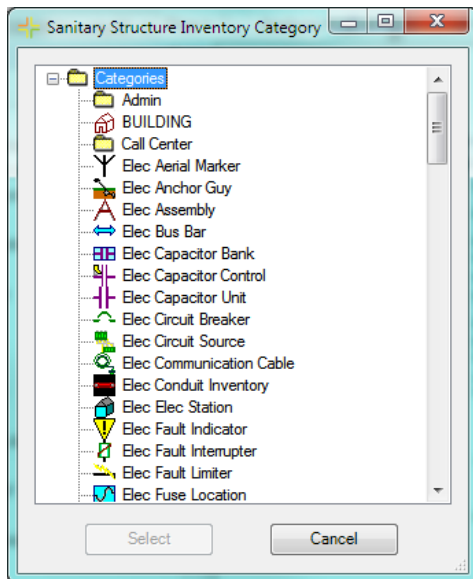 Sanitary Structure Inventory Category
Categories
Admin
BUILDING
Call Center
Elec Aerial Marker
Elec Anchor Guy
Elec Assembly
Elec Bus Bar
Elec Capacitor Bank
Elec Capacitor Control
Elec Capacitor Unit
Elec Circuit Breaker
Elec Circuit Source
Elec Communication Cable
Elec Conduit Inventory
Elec Elec Station
Elec Fault Indicator
Elec Fault Interrupter
Elec Fault Limiter
Elec Fuse Location
Select Cancel